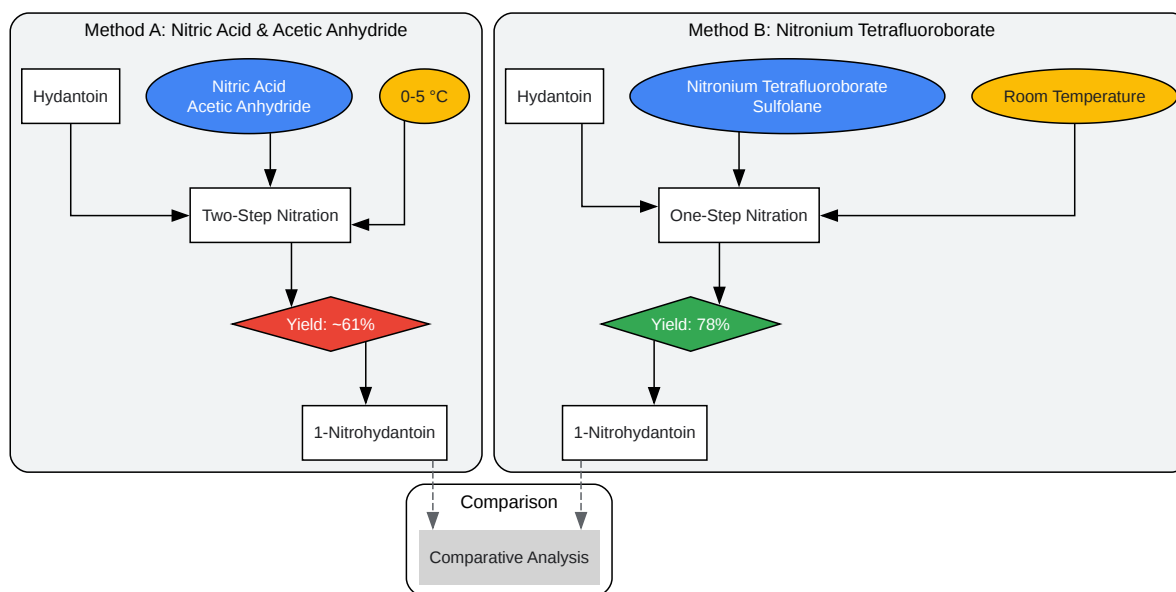 Method A: Nitric Acid & Acetic Anhydride
Hydantoin
Nitric Acid
Acetic Anhydride
0-5 °C
Two-Step Nitration
Yield: ~61%
1-Nitrohydantoin
Method B: Nitronium Tetrafluoroborate
Hydantoin
Nitronium Tetrafluoroborate
Sulfolane
Room Temperature
One-Step Nitration
Yield: 78%
1-Nitrohydantoin
Comparison
Comparative Analysis